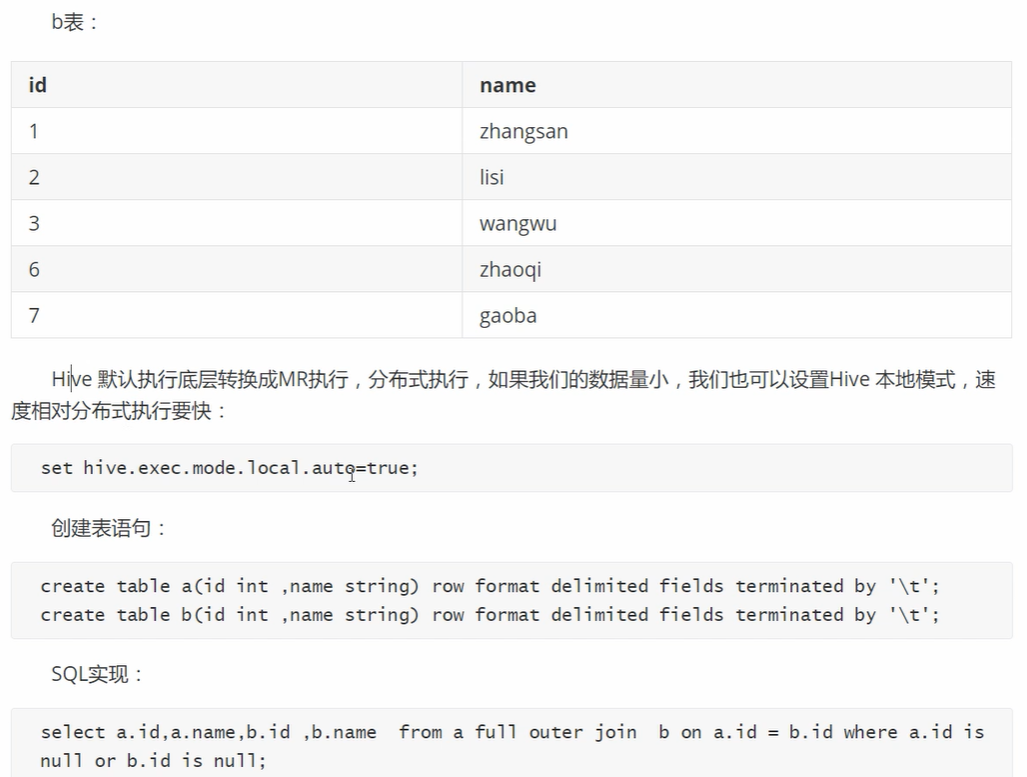 b表：
id name
1 zhangsan
2 lisi
3 wangwu
6 zhaoqi
7 gaoba
Hive 默认执行底层转换成MR执行，分布式执行，如果我们的数据量小，我们也可以设置Hive 本地模式，速
度相对分布式执行要快：
set hive.exec.mode.local.auto=true;
创建表语句：
create table a(id int ,name string) row format delimited fields terminated by '\t';
create table b(id int ,name string) row format delimited fields terminated by '\t';
SQL实现：
select a.id,a.name,b.id ,b.name  from a full outer join  b on a.id = b.id where a.id is
null or b.id is null;